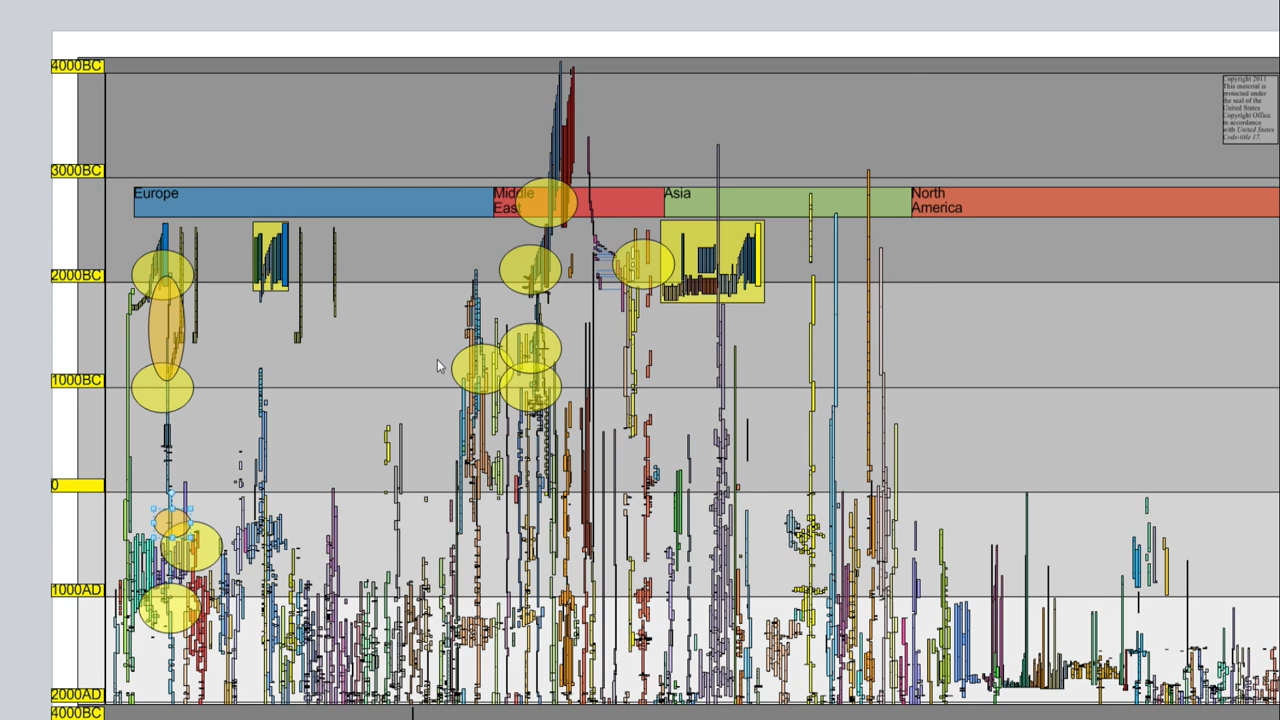 4000BC
Copyright 2011
This material is
protected under
the seal of the
United States
Copyright Office
in accordance
with United States
Code-title 17.
3000BC
Europe
Middle
East
Asia
North
America
2000BC
1000BC
0
1000AD
2000AD
4000BC